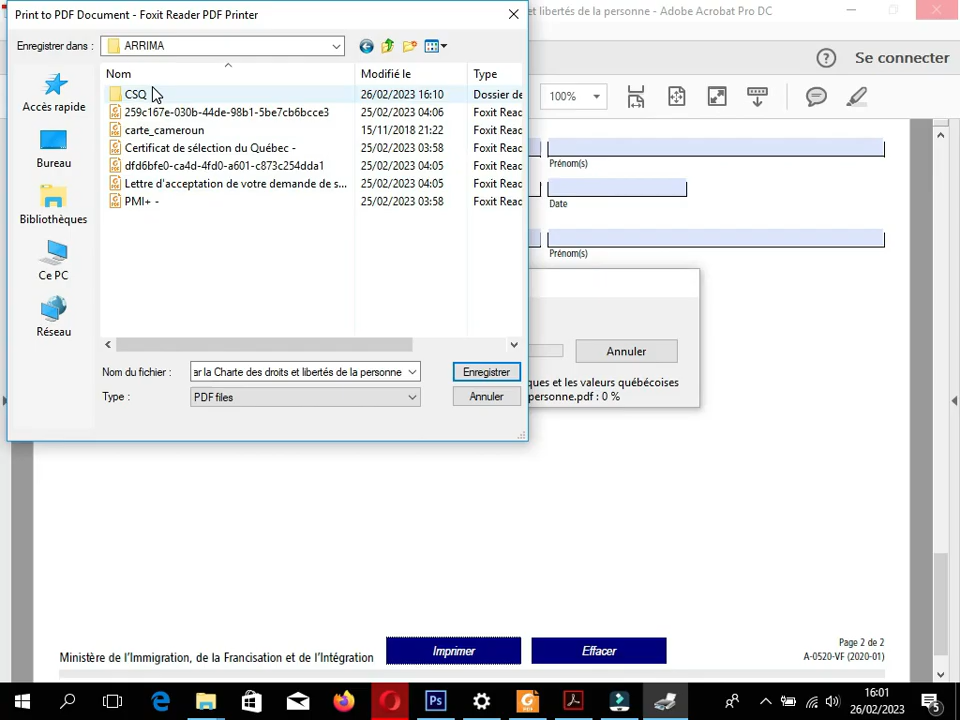 Print to PDF Document - Foxit Reader PDF Printer
et libertés de la personne - Adobe Acrobat Pro DC
Enregistrer dans :
ARRIMA
Se connecter
Nom
Modifié le
Type
100%
Accès rapide
CSQ
26/02/2023 16:10
Dossier de
259c167e-030b-44de-98b1-5be7cb6bcce3
25/02/2023 04:06
Foxit Reac
carte_cameroun
15/11/2018 21:22
Foxit Reac
Certificat de sélection du Québec -
25/02/2023 03:58
Foxit Reac
dfd6bfe0-ca4d-4fd0-a601-c873c254dda1
25/02/2023 04:05
Foxit Reac
Lettre d'acceptation de votre demande de s...
25/02/2023 04:05
Foxit Reac
PMI+ -
25/02/2023 03:58
Foxit Reac
Bureau
Bibliothèques
Ce PC
Réseau
Prénom(s)
Date
Prénom(s)
Nom du fichier :
ar la Charte des droits et libertés de la personne
Enregistrer
Type :
PDF files
Annuler
Annuler
ques et les valeurs québécoises
personne.pdf : 0 %
Ministère de l'Immigration, de la Francisation et de l'Intégration
Imprimer
Effacer
Page 2 de 2
A-0520-VF (2020-01)
Ps
16:01
26/02/2023
5